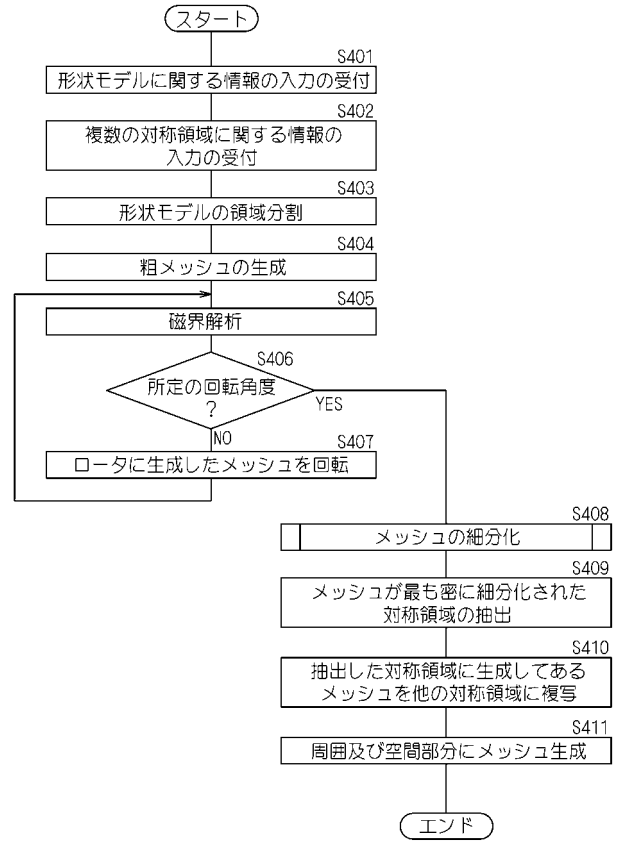 スタート
S401
形状モデルに関する情報の入力の受付
S402
複数の対称領域に関する情報の
入力の受付
S403
形状モデルの領域分割
S404
粗メッシュの生成
S405
磁界解析
S406
所定の回転角度
?
YES
NO
S407
ロータに生成したメッシュを回転
S408
メッシュの細分化
S409
メッシュが最も密に細分化された
対称領域の抽出
S410
抽出した対称領域に生成してある
メッシュを他の対称領域に複写
S411
周囲及び空間部分にメッシュ生成
エンド